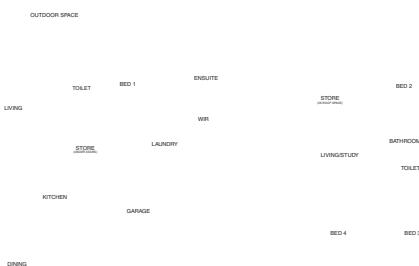 OUTDOOR SPACE
ENSUITE
BED 1
TOILET
BED 2
STORE
LIVING
WIR
BATHROOM
LAUNDRY
STORE
LIVING/STUDY
TOILET
KITCHEN
GARAGE
BED 4
BED 3
DINING